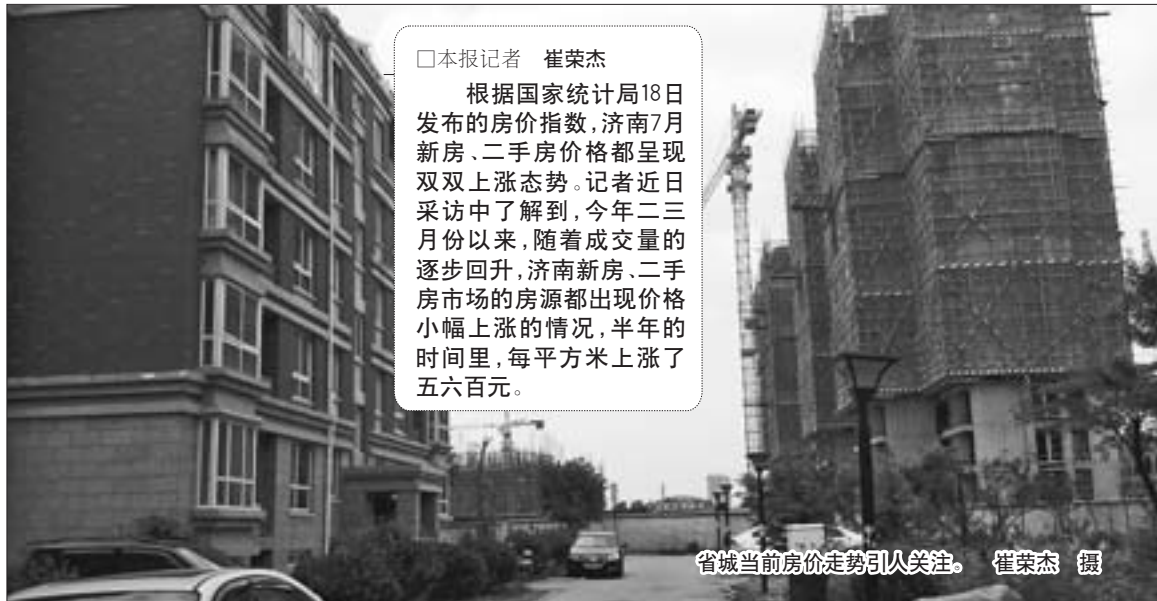 □本报记者 崔荣杰
根据国家统计局18日
发布的房价指数,济南7月
新房、二手房价格都呈现
双双上涨态势。记者近日
采访中了解到,今年二三
月份以来,随着成交量的
逐步回升,济南新房、二手
房市场的房源都出现价格
小幅上涨的情况,半年的
时间里,每平方米上涨了
五六百元。
省城当前房价走势引人关注。 崔荣杰 摄